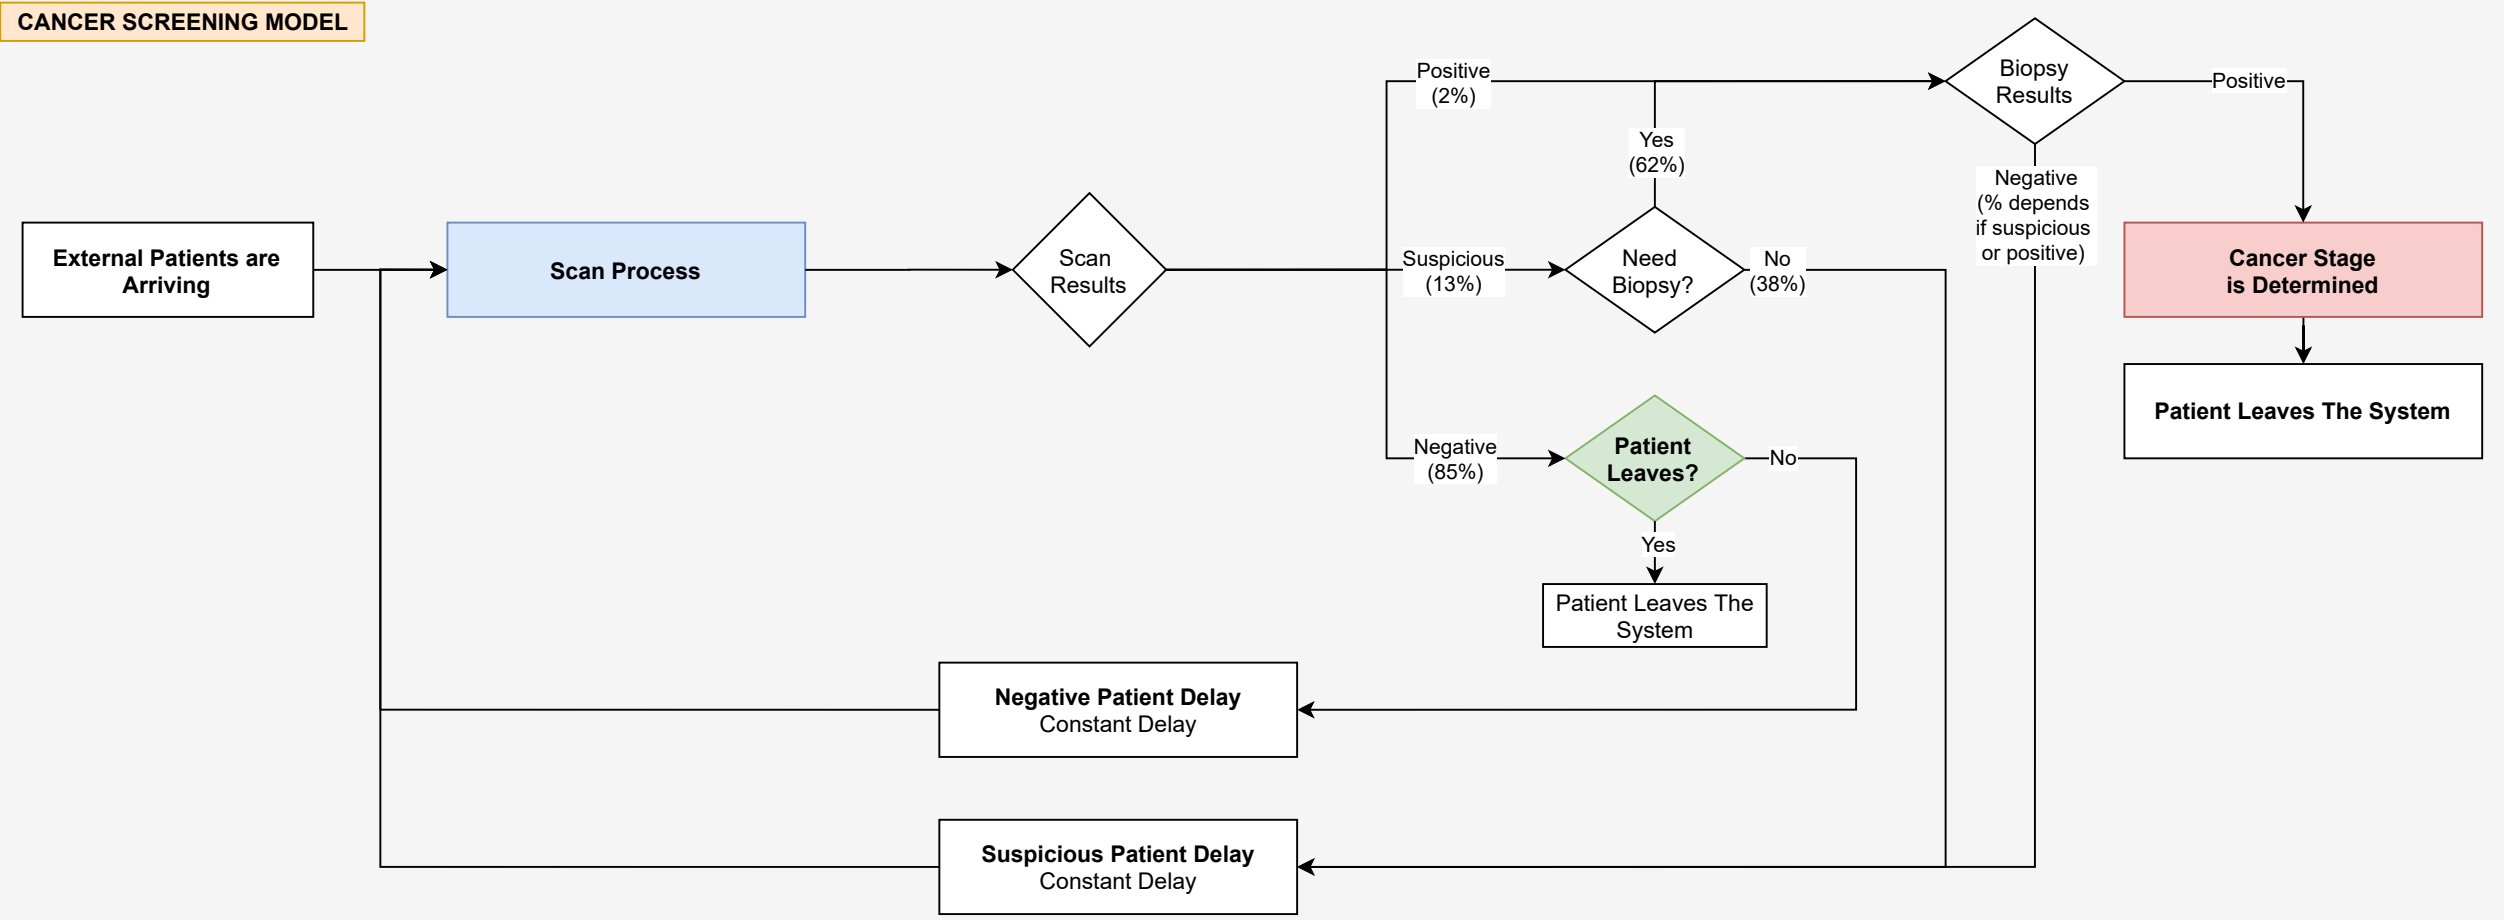 CANCER SCREENING MODEL
External Patients are
Arriving
Scan Process
Scan
Results
Positive
(2%)
Suspicious
(13%)
Negative
(85%)
Yes
(62%)
Need
Biopsy?
No
(38%)
Patient
Leaves?
No
Yes
Patient Leaves The
System
Biopsy
Results
Positive
Negative
(% depends
if suspicious
or positive)
Cancer Stage
is Determined
Patient Leaves The System
Negative Patient Delay
Constant Delay
Suspicious Patient Delay
Constant Delay